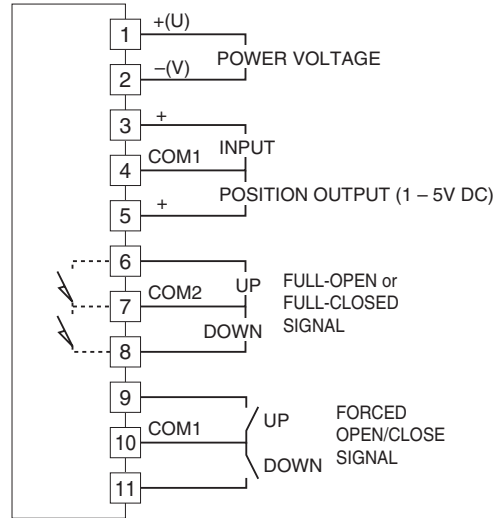 1 +(U)
POWER VOLTAGE
2 –(V)
3 +
INPUT
4 COM1
POSITION OUTPUT (1 – 5V DC)
5 +
6
UP FULL-OPEN or
7 COM2 FULL-CLOSED
DOWN SIGNAL
8
9
UP FORCED
10 COM1 OPEN/CLOSE
DOWN SIGNAL
11